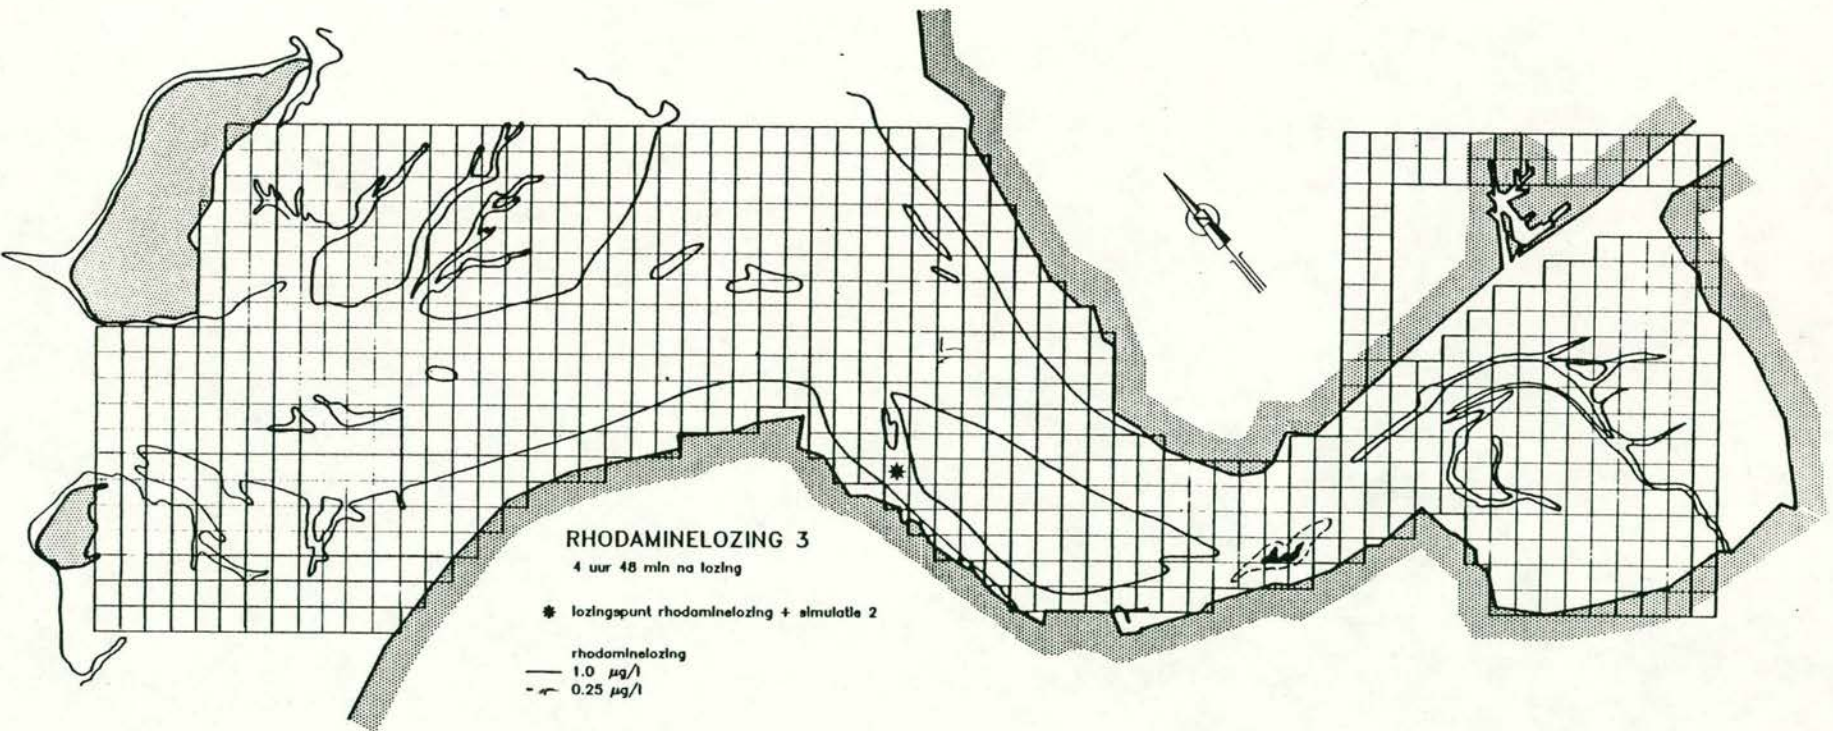 RHODAMINELOZING 3
4 uur 48 min na lozing
✷ lozingspunt rhodaminelozing + simulatie 2
rhodaminelozing
1.0 µg/l
0.25 µg/l